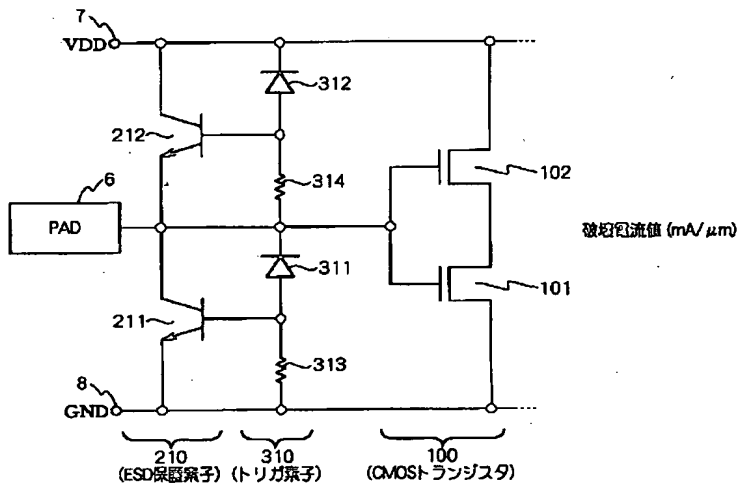 7
VDD
312
212
6
314
102
PAD
破壊電流値 (mA/μm)
311
101
211
313
8
GND
210
310
100
(ESD保護素子)
(トリガ素子)
(CMOSトランジスタ)